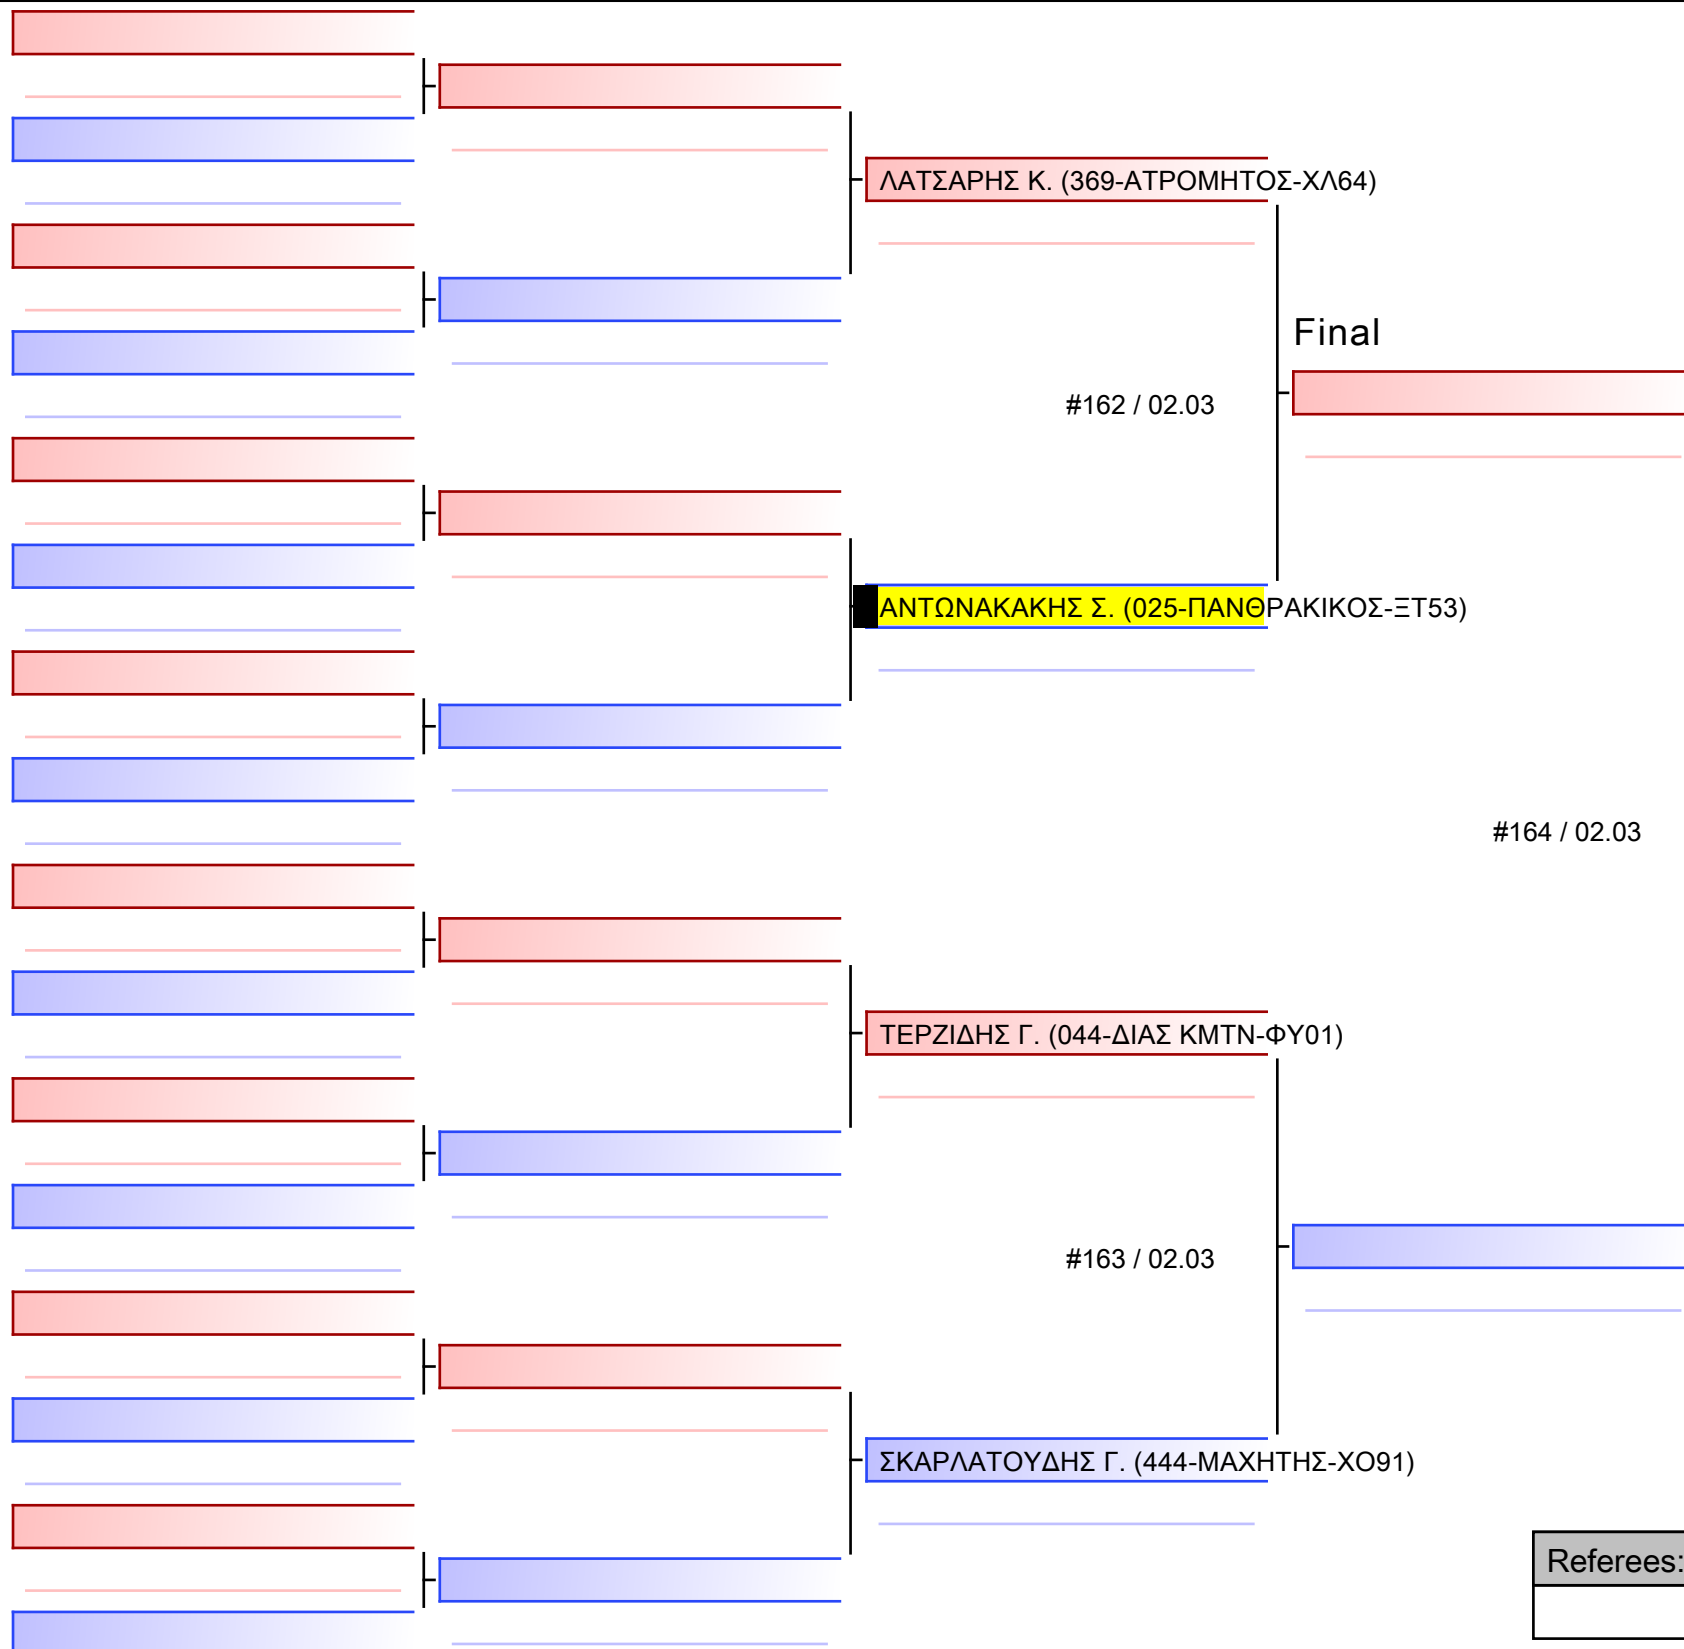 ΛΑΤΣΑΡΗΣ Κ. (369-ΑΤΡΟΜΗΤΟΣ-ΧΛ64)
Final
#162 / 02.03
ΑΝΤΩΝΑΚΑΚΗΣ Σ. (025-ΠΑΝΘΡΑΚΙΚΟΣ-ΞΤ53)
#164 / 02.03
ΤΕΡΖΙΔΗΣ Γ. (044-ΔΙΑΣ ΚΜΤΝ-ΦΥ01)
#163 / 02.03
ΣΚΑΡΛΑΤΟΥΔΗΣ Γ. (444-ΜΑΧΗΤΗΣ-ΧΟ91)
Referees: